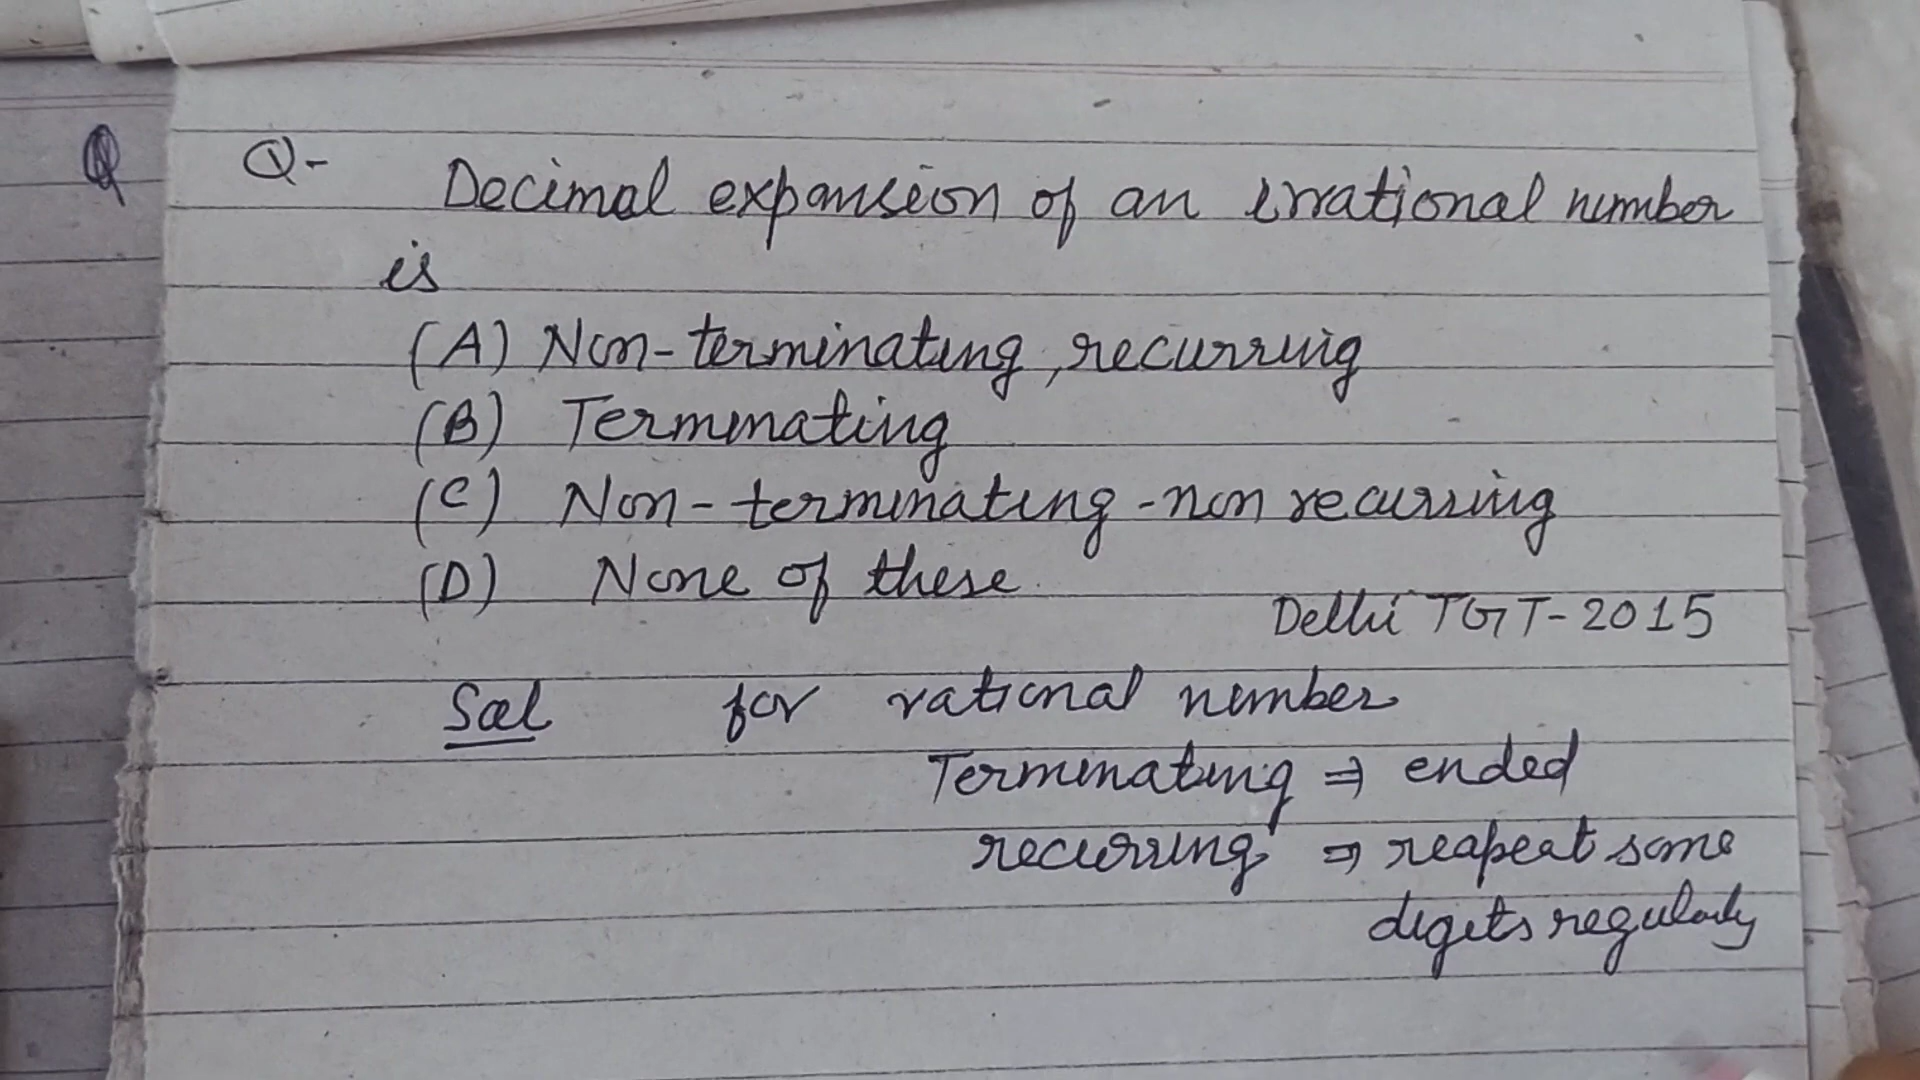 Q Q- Decimal expansion of an irrational number
is
(A) Non-terminating, recurring
(B) Terminating
(C) Non-terminating-non recurring
(D) None of these
Delhi TGT-2015
Sol for rational number
Terminating ⇒ ended
recurring ⇒ reapeat some
digits regularly